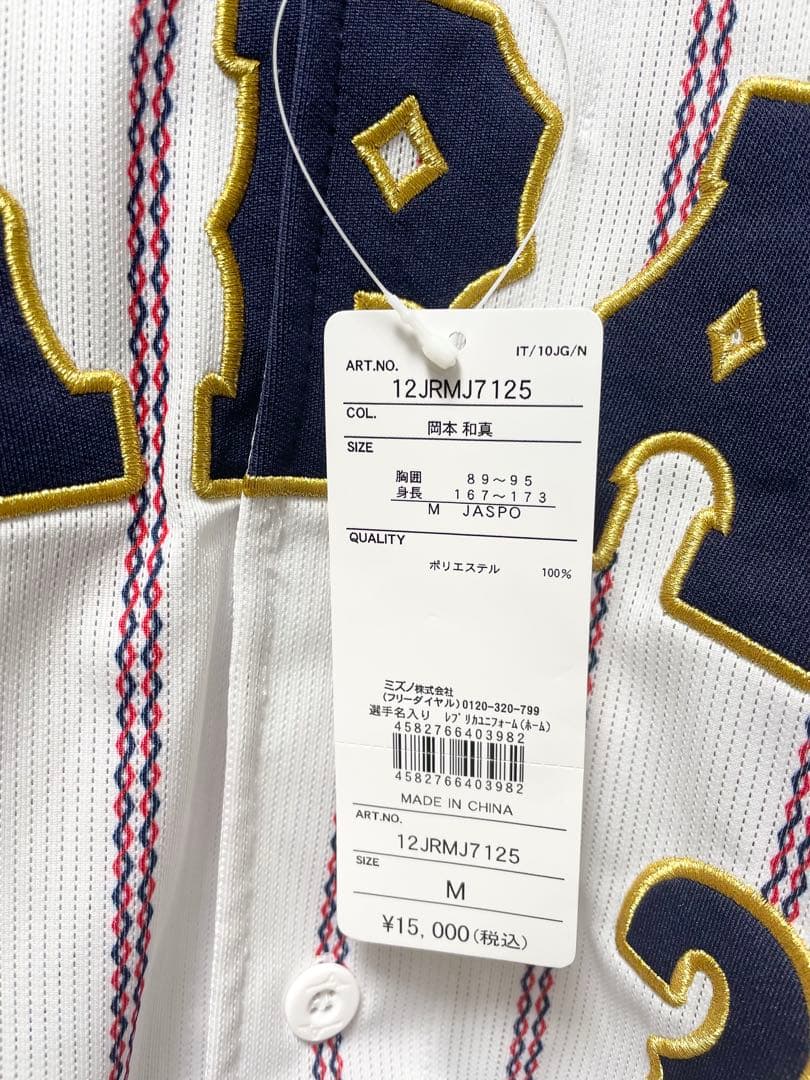 IT/10JG/N
ART.NO.
12JRMJ7125
COL.
岡本 和真
SIZE
胸囲 89～95
身長 167～173
M JASPO
QUALITY
ポリエステル 100%
ミズノ株式会社
(フリーダイヤル)0120-320-799
選手名入り ﾚﾌﾟﾘｶﾕﾆﾌｫｰﾑ(ﾎｰﾑ)
4582766403982
4582766403982
MADE IN CHINA
ART.NO.
12JRMJ7125
SIZE
M
¥15,000(税込)